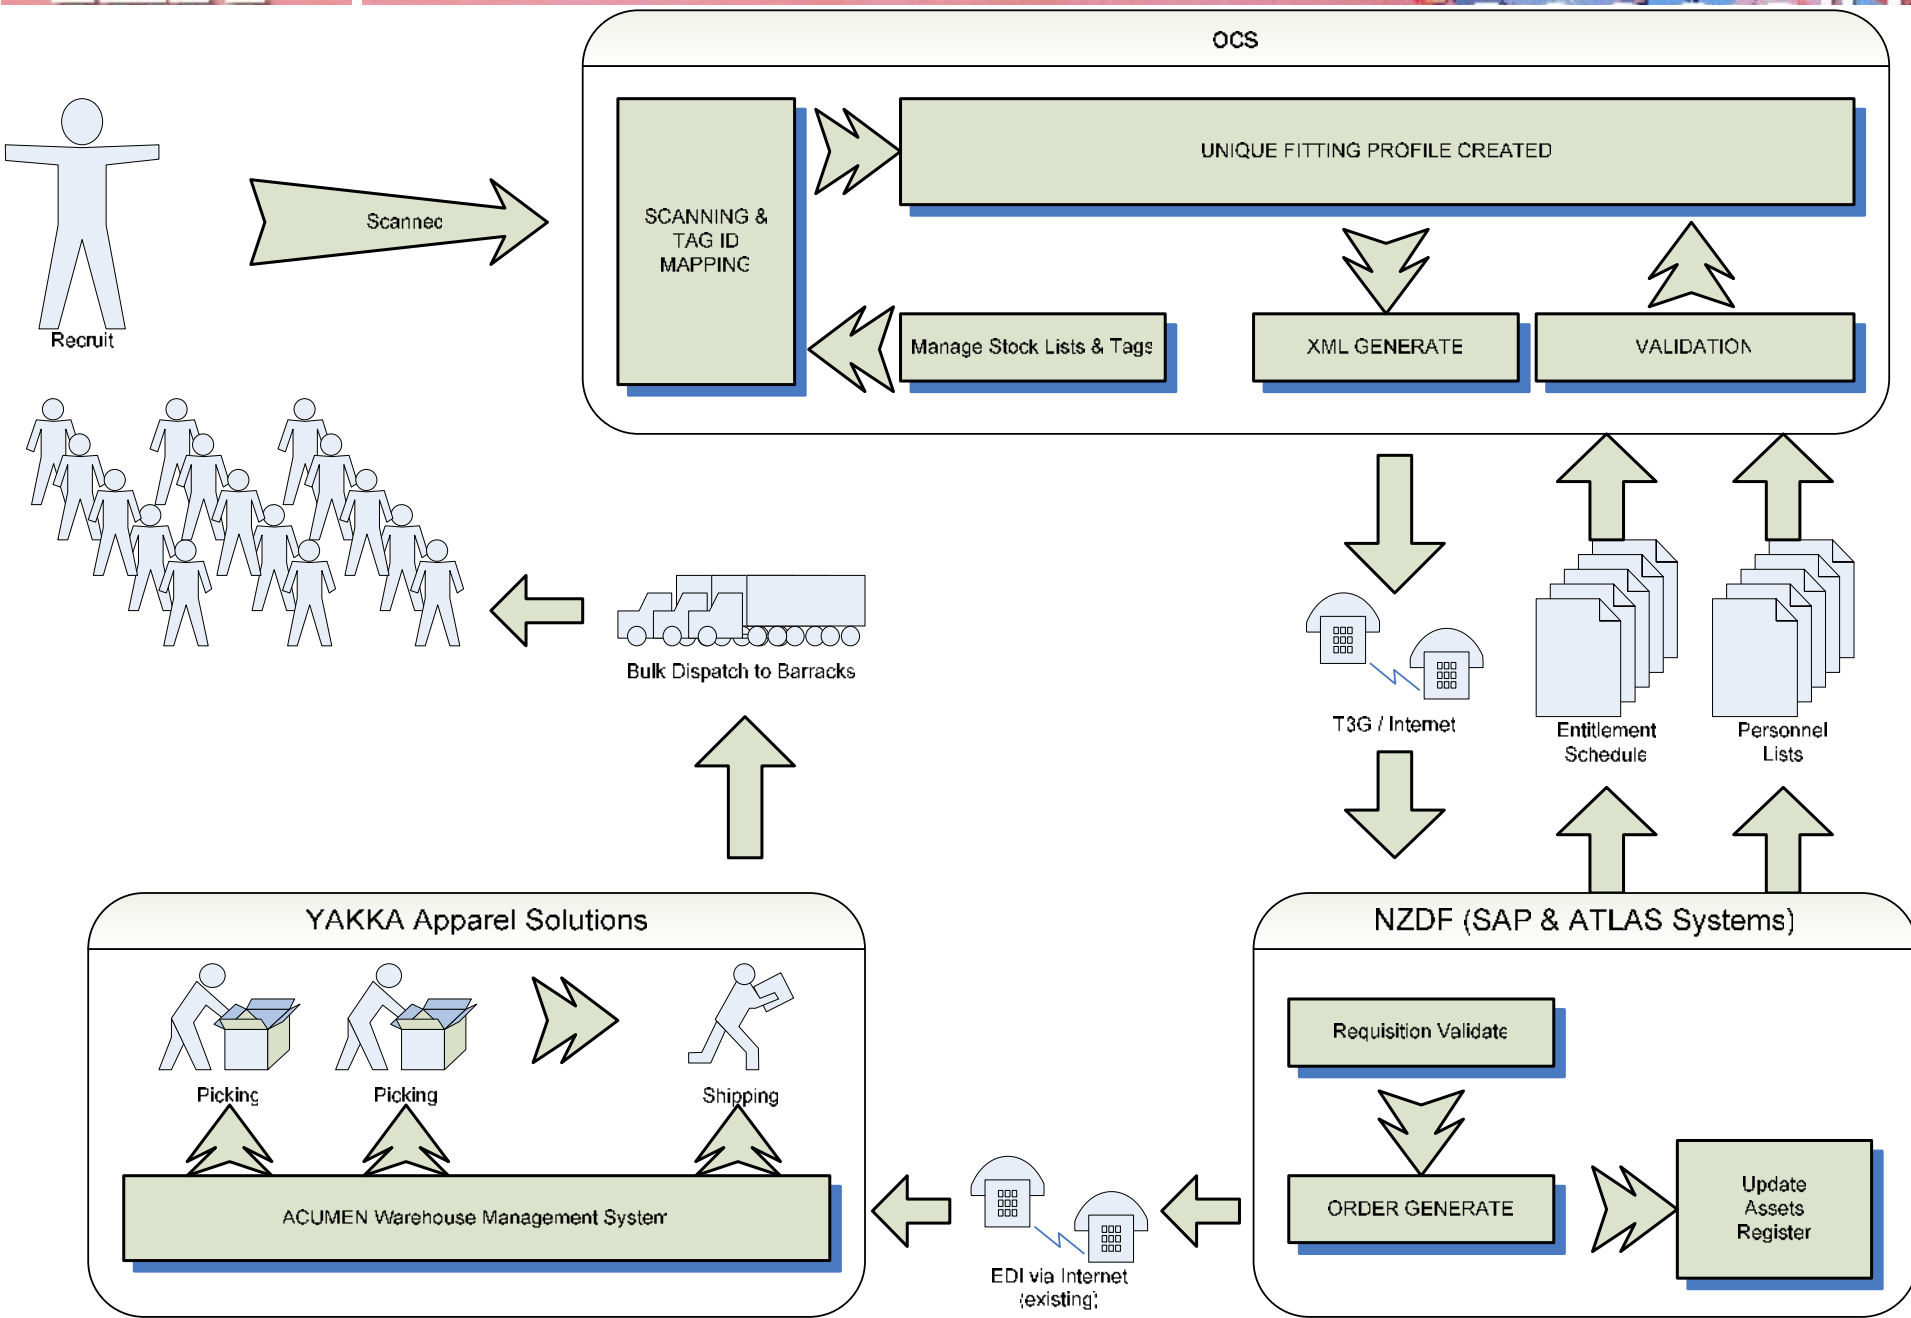 OCS
UNIQUE FITTING PROFILE CREATED
Scanned
SCANNING &
TAG ID
MAPPING
Recruit
Manage Stock Lists & Tags
XML GENERATE
VALIDATION
Bulk Dispatch to Barracks
T3G / Internet
Entitlement
Schedule
Personnel
Lists
YAKKA Apparel Solutions
NZDF (SAP & ATLAS Systems)
Requisition Validate
Picking
Picking
Shipping
ACUMEN Warehouse Management System
ORDER GENERATE
Update
Assets
Register
EDI via Internet
(existing)